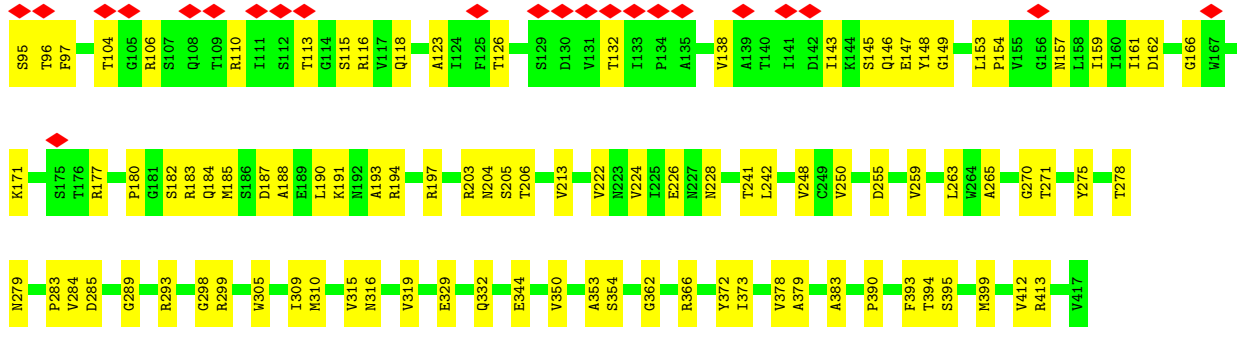 S95 T96 F97 T104 G105 R106 S107 Q108 T109 R110 I111 S112 T113 G114 S115 R116 V117 Q118 A123 I124 F125 T126 S129 D130 V131 T132 I133 P134 A135 V138 A139 T140 I141 D142 I143 K144 S145 Q146 E147 Y148 G149 L153 P154 V155 G156 N157 L158 I159 I160 I161 D162 G166 W167
K171 S175 T176 R177 P180 G181 S182 R183 Q184 M185 S186 D187 A188 E189 L190 K191 N192 A193 R194 R197 R203 N204 S205 T206 V213 V222 N223 V224 I225 E226 N227 N228 T241 L242 V248 C249 V250 D255 V259 L263 W264 A265 G270 T271 Y275 T278
N279 P283 V284 D285 G289 R293 G298 R299 W305 I309 M310 V315 N316 V319 E329 Q332 E344 V350 A353 S354 G362 R366 Y372 I373 V378 A379 A383 P390 F393 T394 S395 M399 V412 R413 V417